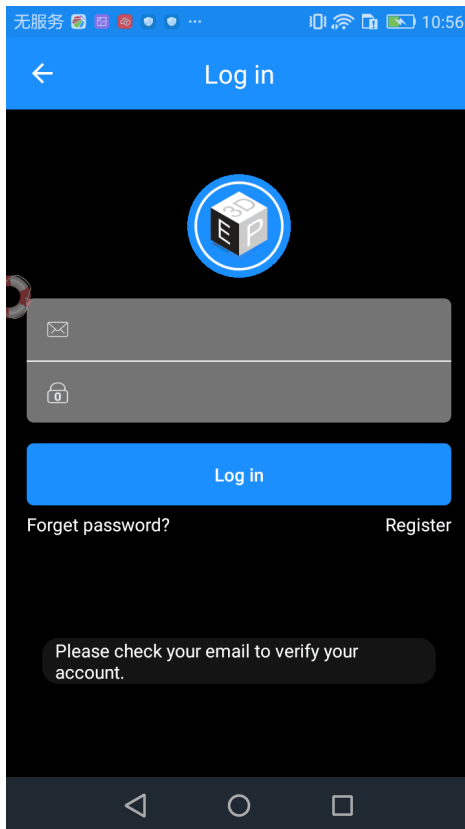 无服务 ... 10:56
Log in
3D
E P
0
Log in
Forget password? Register
Please check your email to verify your
account.